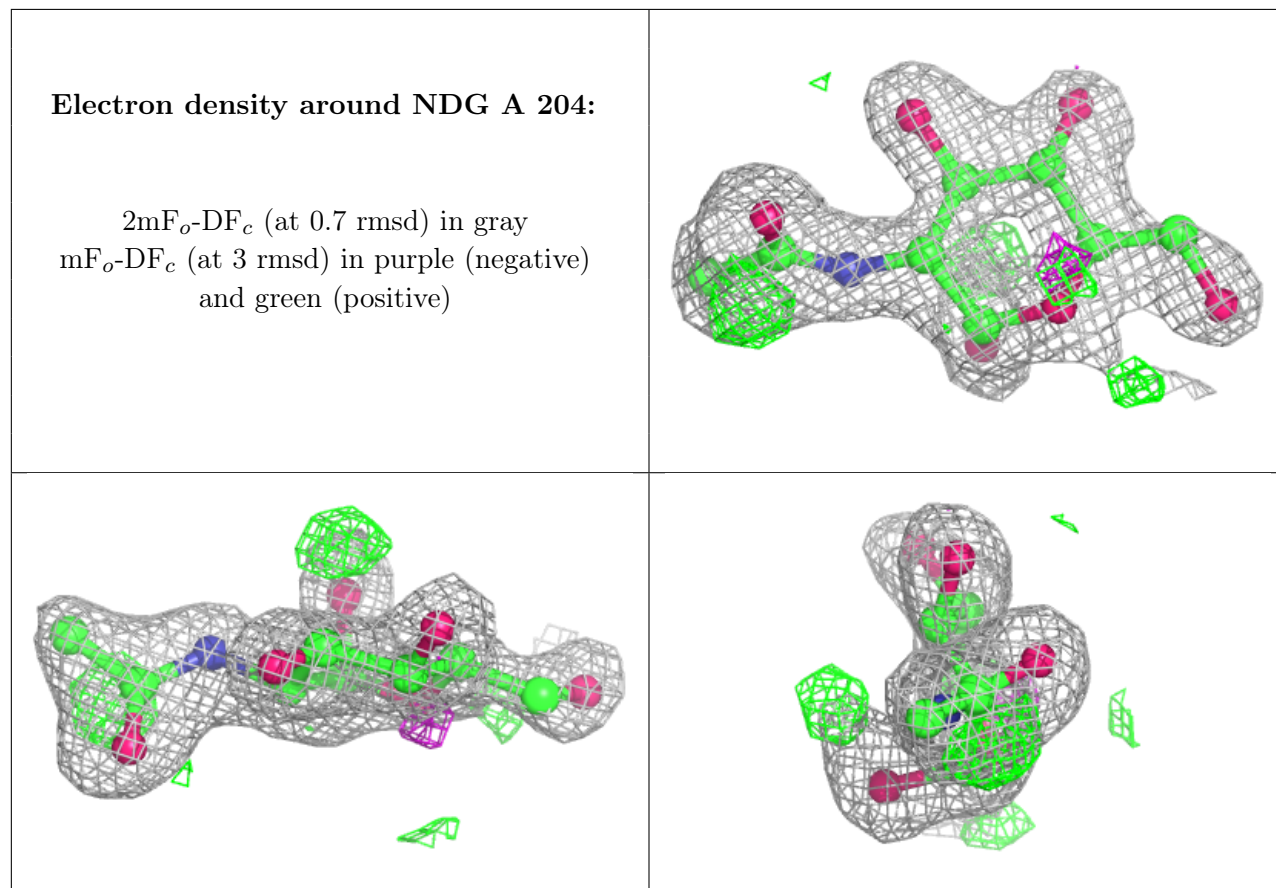 Electron density around NDG A 204:
2mFo-DFc (at 0.7 rmsd) in gray
mFo-DFc (at 3 rmsd) in purple (negative)
and green (positive)